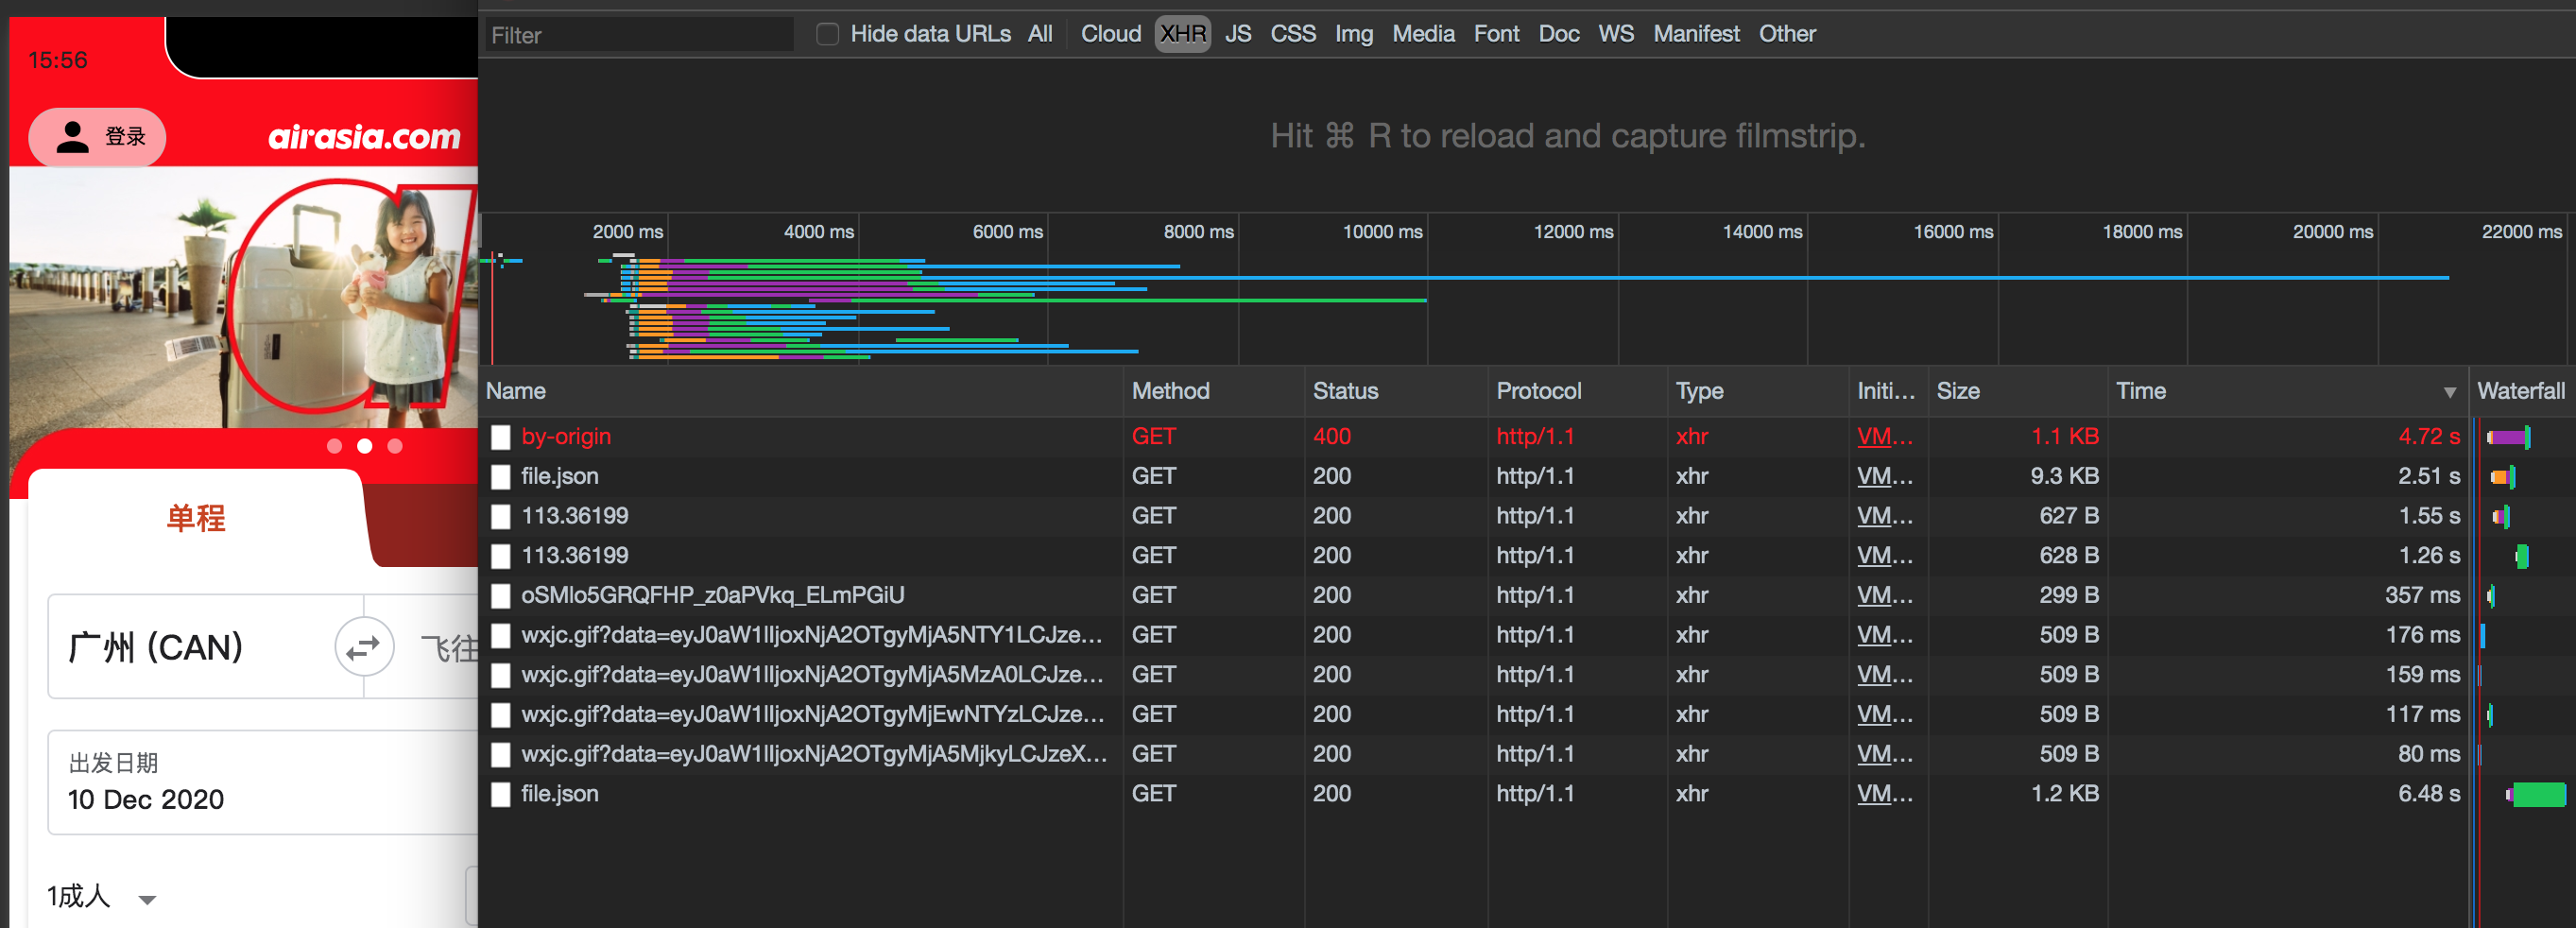 15:56
登录
airasia.com
单程
广州 (CAN)
飞往
出发日期
10 Dec 2020
1成人
Filter
Hide data URLs All Cloud XHR JS CSS Img Media Font Doc WS Manifest Other
Hit ⌘ R to reload and capture filmstrip.
2000 ms 4000 ms 6000 ms 8000 ms 10000 ms 12000 ms 14000 ms 16000 ms 18000 ms 20000 ms 22000 ms
Name Method Status Protocol Type Initi... Size Time ▼ Waterfall
by-origin GET 400 http/1.1 xhr VM... 1.1 KB 4.72 s
file.json GET 200 http/1.1 xhr VM... 9.3 KB 2.51 s
113.36199 GET 200 http/1.1 xhr VM... 627 B 1.55 s
113.36199 GET 200 http/1.1 xhr VM... 628 B 1.26 s
oSMlo5GRQFHP_z0aPVkq_ELmPGiU GET 200 http/1.1 xhr VM... 299 B 357 ms
wxjc.gif?data=eyJ0aW1lIjoxNjA2OTgyMjA5NTY1LCJze... GET 200 http/1.1 xhr VM... 509 B 176 ms
wxjc.gif?data=eyJ0aW1lIjoxNjA2OTgyMjA5MzA0LCJze... GET 200 http/1.1 xhr VM... 509 B 159 ms
wxjc.gif?data=eyJ0aW1lIjoxNjA2OTgyMjEwNTYzLCJze... GET 200 http/1.1 xhr VM... 509 B 117 ms
wxjc.gif?data=eyJ0aW1lIjoxNjA2OTgyMjA5MjkyLCJzeX... GET 200 http/1.1 xhr VM... 509 B 80 ms
file.json GET 200 http/1.1 xhr VM... 1.2 KB 6.48 s